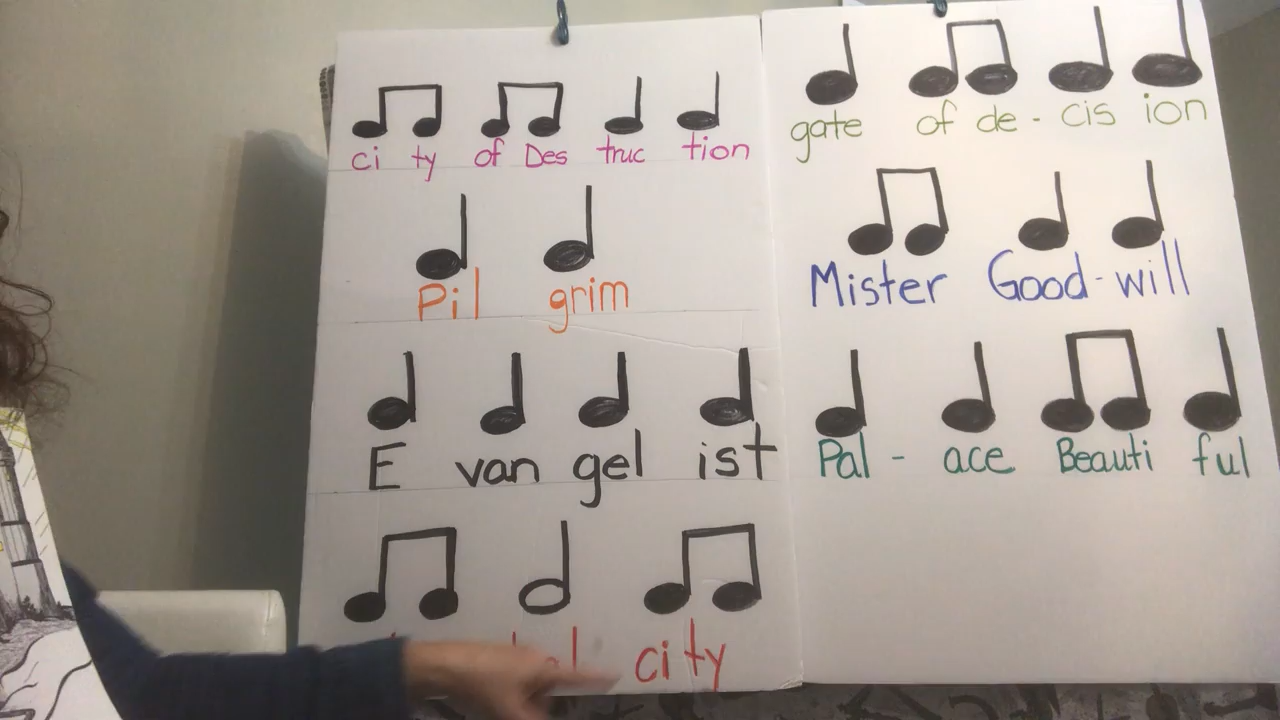 ci ty of Des truc tion
Pil grim
E van gel ist
city
gate of de - cis ion
Mister Good - will
Pal - ace Beauti ful